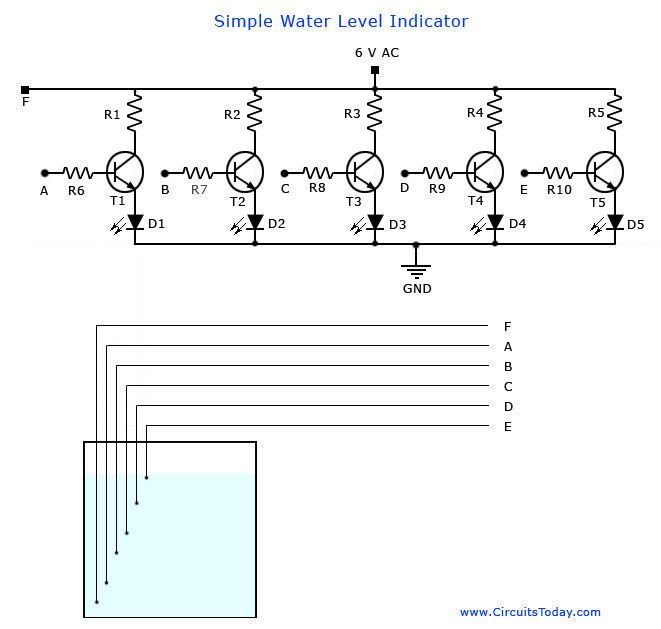 Simple Water Level Indicator
6 V AC
F
R1 R2 R3 R4 R5
A R6 T1 B R7 T2 C R8 T3 D R9 T4 E R10 T5
D1 D2 D3 D4 D5
GND
F
A
B
C
D
E
www.CircuitsToday.com